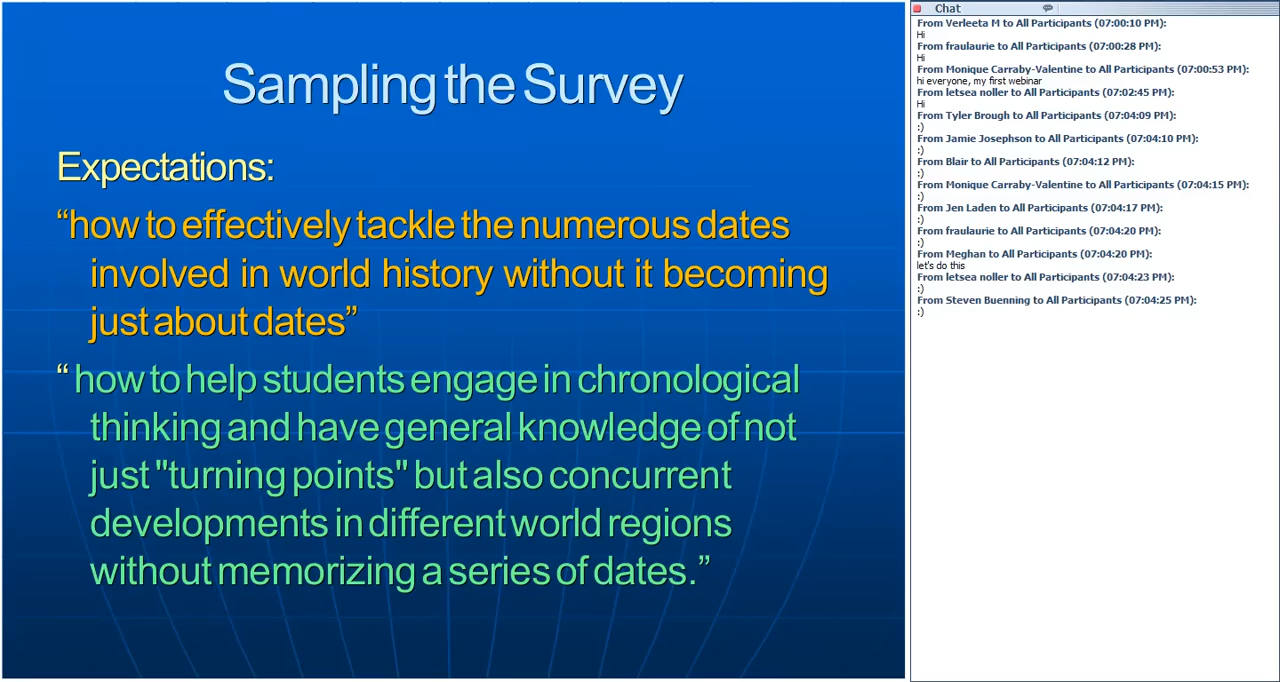 Sampling the Survey
Expectations:
“how to effectively tackle the numerous dates
involved in world history without it becoming
just about dates”
“ how to help students engage in chronological
thinking and have general knowledge of not
just "turning points" but also concurrent
developments in different world regions
without memorizing a series of dates.”
Chat
From Verleeta M to All Participants (07:00:10 PM):
Hi
From fraulaurie to All Participants (07:00:28 PM):
Hi
From Monique Carraby-Valentine to All Participants (07:00:53 PM):
hi everyone, my first webinar
From letsea noller to All Participants (07:02:45 PM):
Hi
From Tyler Brough to All Participants (07:04:09 PM):
:)
From Jamie Josephson to All Participants (07:04:10 PM):
:)
From Blair to All Participants (07:04:12 PM):
:)
From Monique Carraby-Valentine to All Participants (07:04:15 PM):
:)
From Jen Laden to All Participants (07:04:17 PM):
:)
From fraulaurie to All Participants (07:04:20 PM):
:)
From Meghan to All Participants (07:04:20 PM):
let's do this
From letsea noller to All Participants (07:04:23 PM):
:)
From Steven Buenning to All Participants (07:04:25 PM):
:)